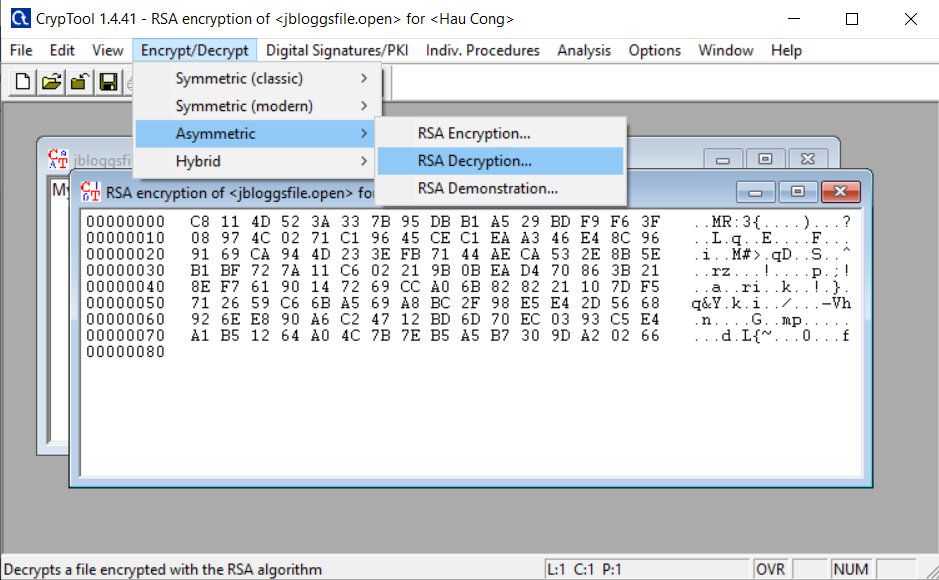 CrypTool 1.4.41 - RSA encryption of <jbloggsfile.open> for <Hau Cong>
File Edit View Encrypt/Decrypt Digital Signatures/PKI Indiv. Procedures Analysis Options Window Help
Symmetric (classic)
Symmetric (modern)
Asymmetric
Hybrid
RSA Encryption...
RSA Decryption...
RSA Demonstration...
jbloggsfi
My
RSA encryption of <jbloggsfile.open> fo
00000000 C8 11 4D 52 3A 33 7B 95 DB B1 A5 29 BD F9 F6 3F ..MR:3{....)...?
00000010 08 97 4C 02 71 C1 96 45 CE C1 EA A3 46 E4 8C 96 ..L.q..E....F...
00000020 91 69 CA 94 4D 23 3E FB 71 44 AE CA 53 2E 8B 5E .i..M#>.qD..S..^
00000030 B1 BF 72 7A 11 C6 02 21 9B 0B EA D4 70 86 3B 21 ..rz...!....p.;!
00000040 8E F7 61 90 14 72 69 CC A0 6B 82 82 21 10 7D F5 ..a..ri..k..!.}.
00000050 71 26 59 C6 6B A5 69 A8 BC 2F 98 E5 E4 2D 56 68 q&Y.k.i../...-Vh
00000060 92 6E E8 90 A6 C2 47 12 BD 6D 70 EC 03 93 C5 E4 .n....G..mp.....
00000070 A1 B5 12 64 A0 4C 7B 7E B5 A5 B7 30 9D A2 02 66 ...d.L{~...0...f
00000080
Decrypts a file encrypted with the RSA algorithm L:1 C:1 P:1 OVR NUM